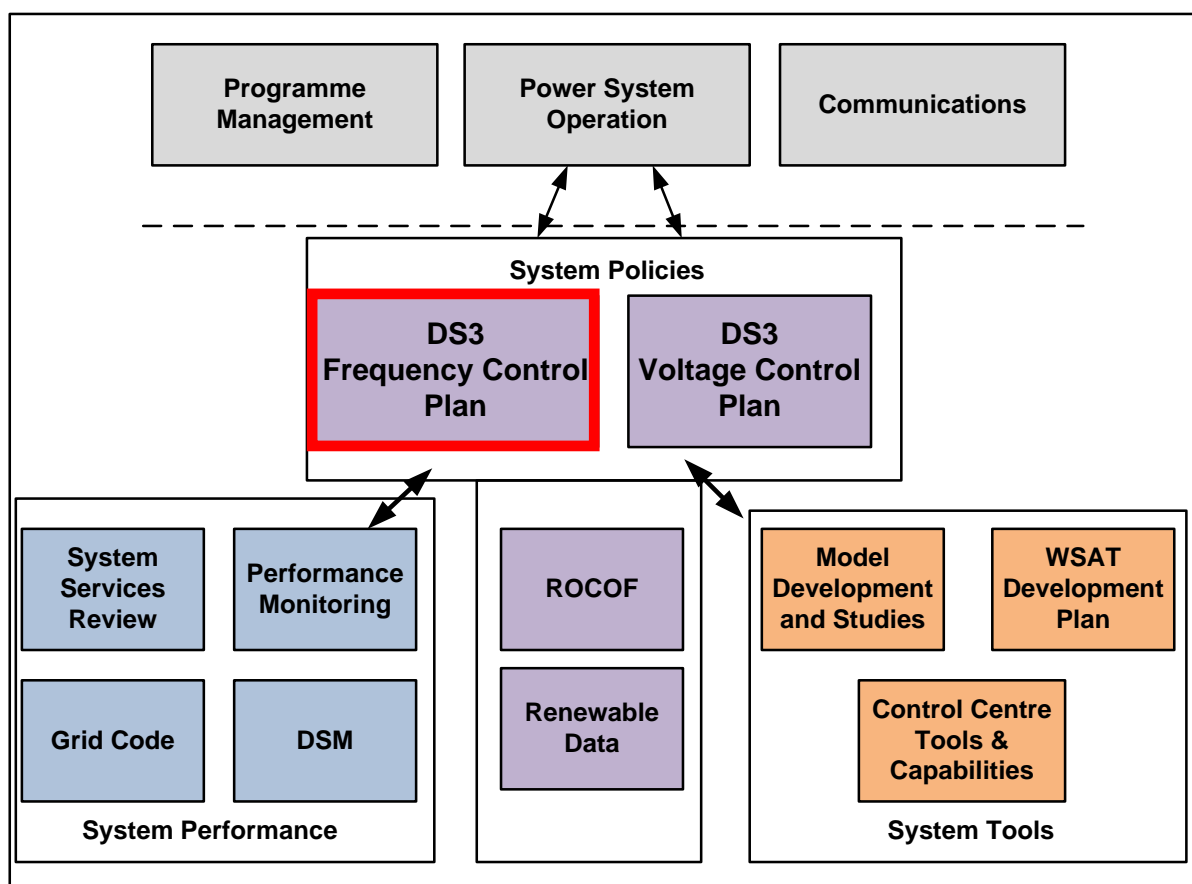 Programme
Management
Power System
Operation
Communications
System Policies
DS3
Frequency Control
Plan
DS3
Voltage Control
Plan
System
Services
Review
Performance
Monitoring
Grid Code
DSM
System Performance
ROCOF
Renewable
Data
Model
Development
and Studies
WSAT
Development
Plan
Control Centre
Tools &
Capabilities
System Tools